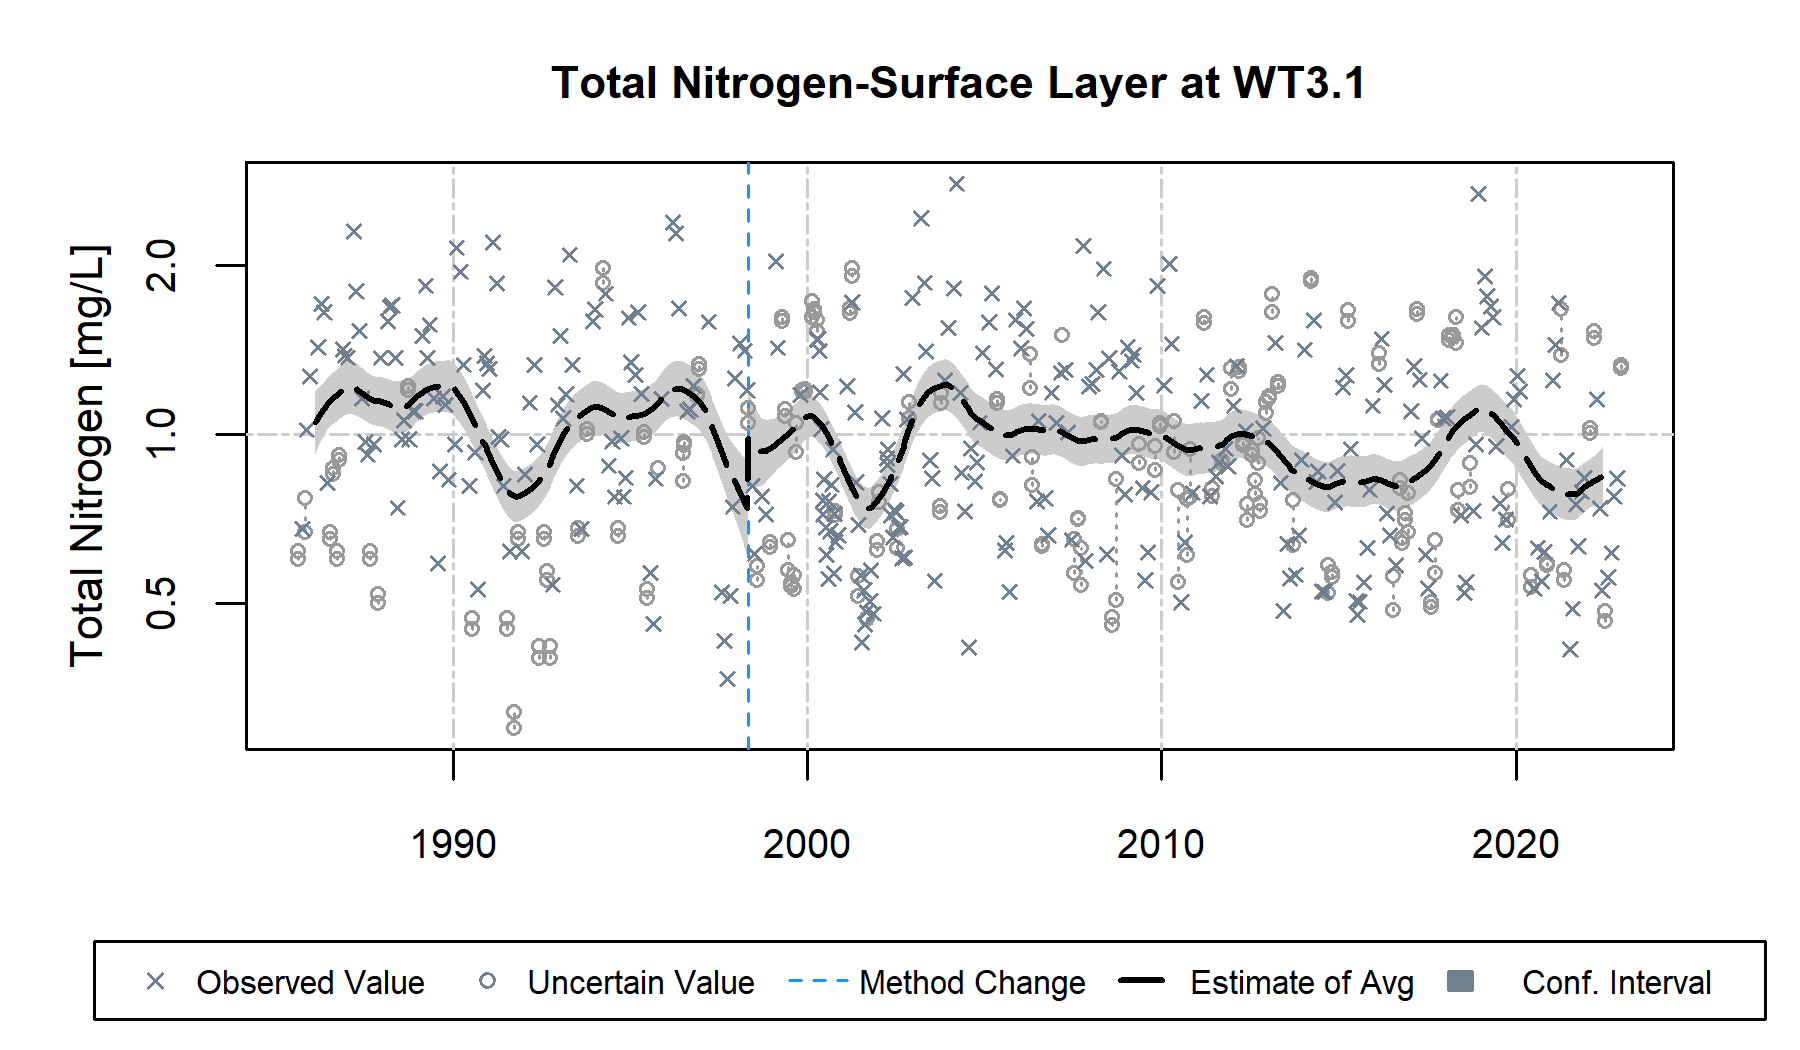 Total Nitrogen-Surface Layer at WT3.1
Total Nitrogen [mg/L]
2.0
1.0
0.5
1990 2000 2010 2020
Observed Value Uncertain Value Method Change Estimate of Avg Conf. Interval